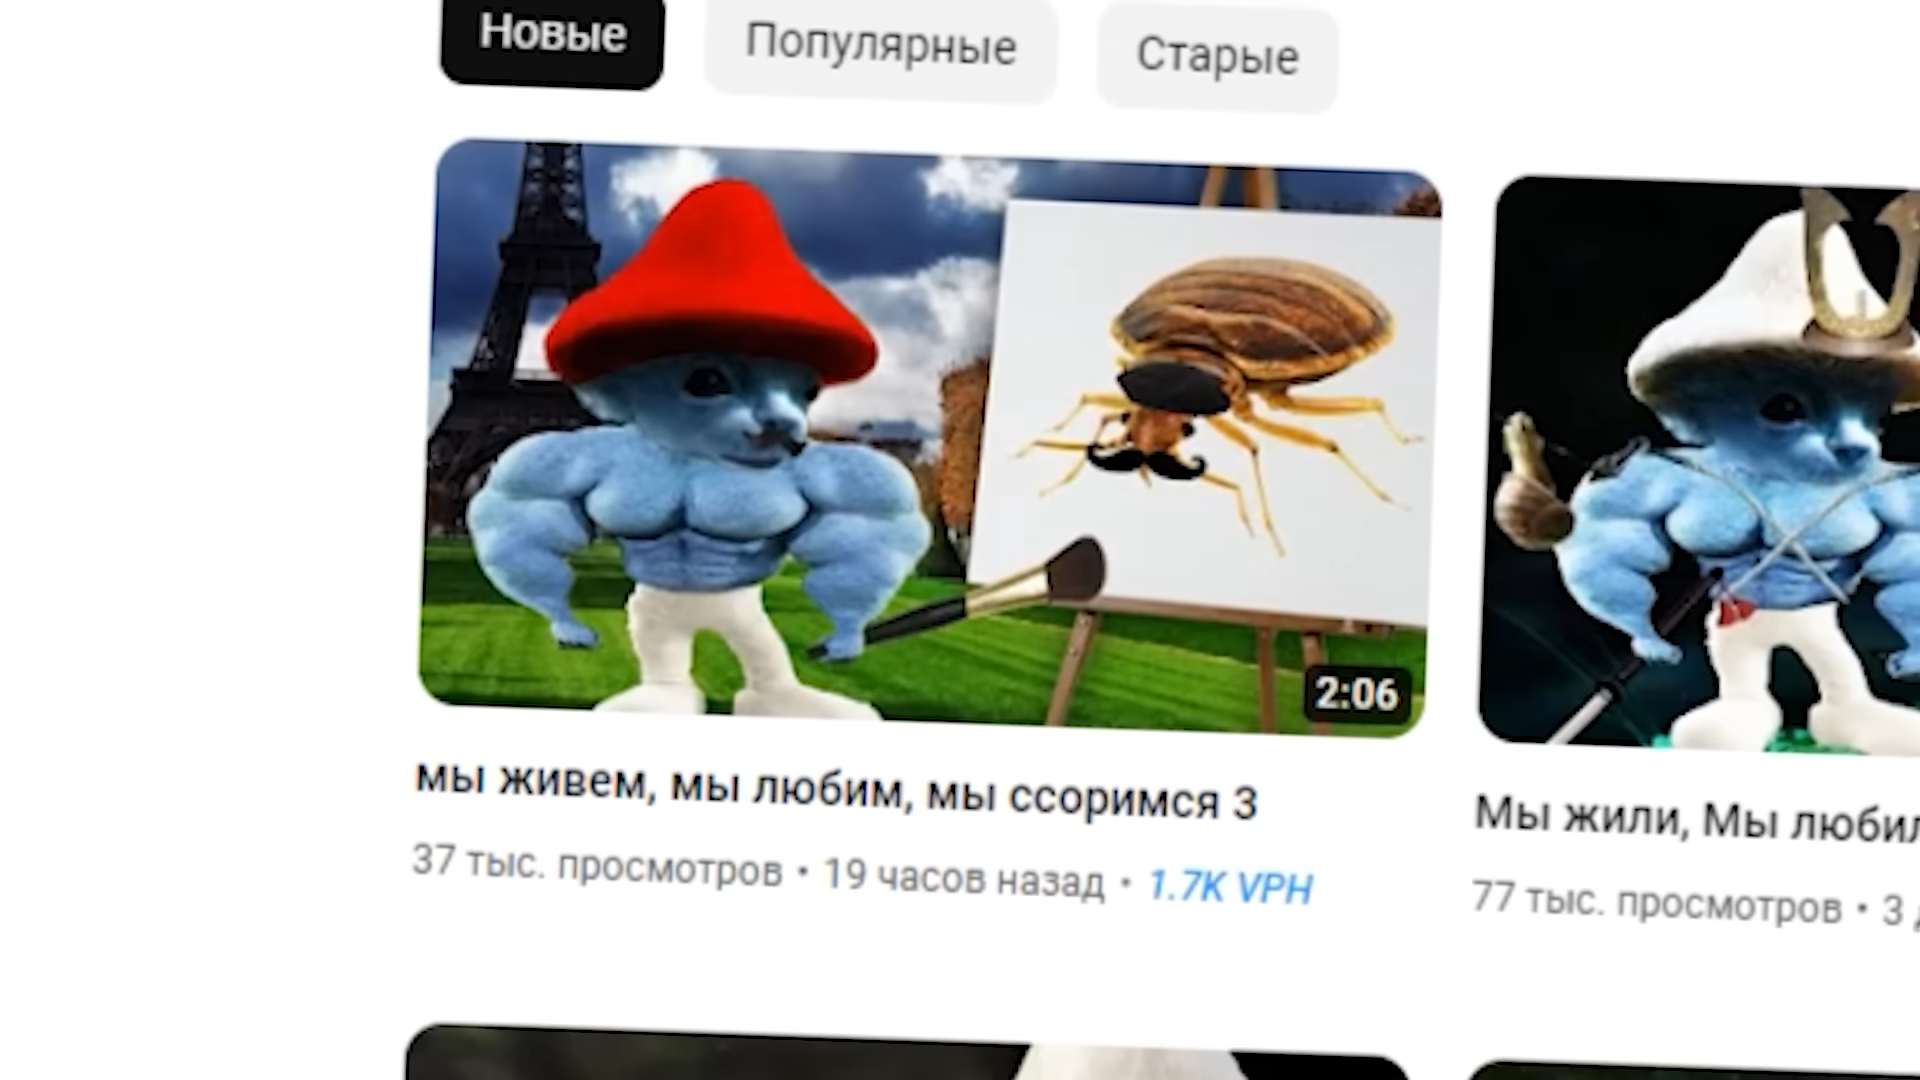 Новые
Популярные
Старые
2:06
мы живем, мы любим, мы ссоримся 3
37 тыс. просмотров • 19 часов назад • 1.7K VPH
Мы жили, Мы
77 тыс. просмотров • 3